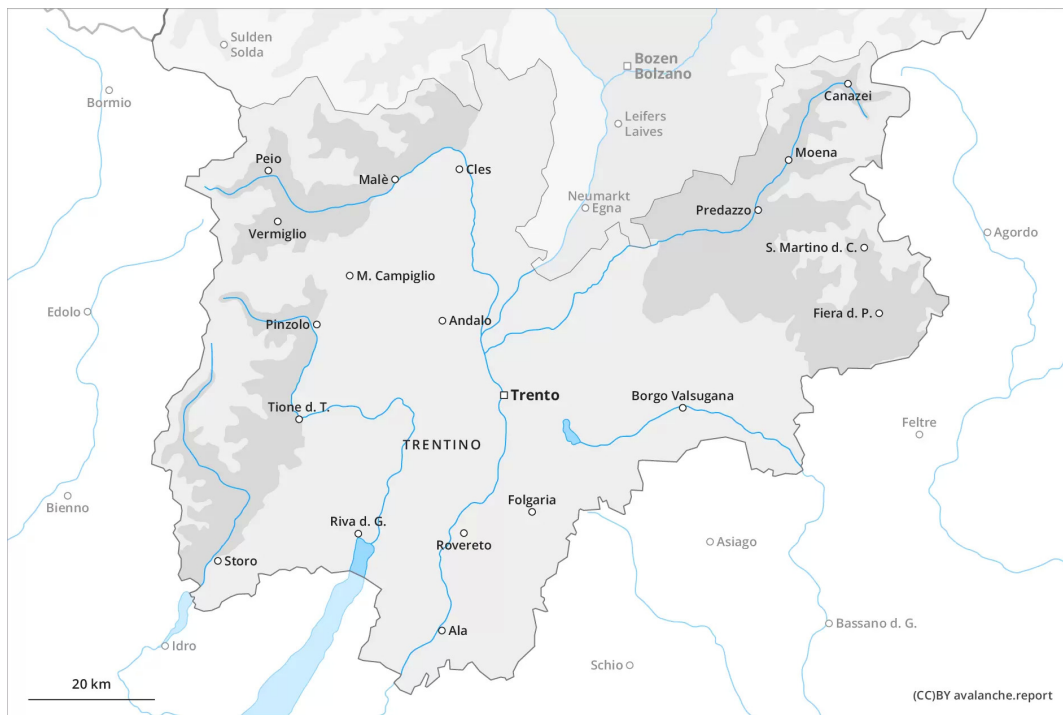 Sulden
Solda
Bozen
Bolzano
Bormio
Canazei
Leifers
Laives
Moena
Peio
Malè
Cles
Neumarkt
Egna
Predazzo
Vermiglio
Agordo
S. Martino d. C.
M. Campiglio
Edolo
Fiera d. P.
Pinzolo
Andalo
Trento
Borgo Valsugana
Tione d. T.
Feltre
TRENTINO
Bienno
Folgaria
Riva d. G.
Rovereto
Asiago
Storo
Bassano d. G.
Ala
Idro
Schio
20 km
(CC)BY avalanche.report